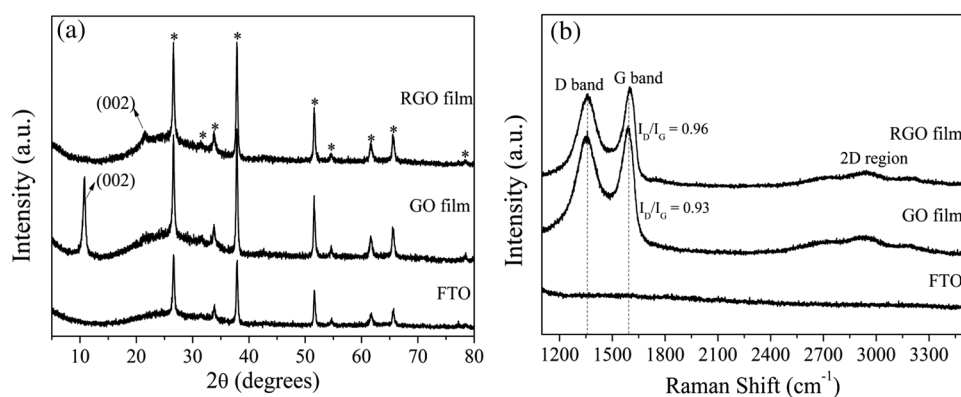 (a)
* * * * * * * * *
RGO film
(002)
(002)
GO film
FTO
Intensity (a.u.)
10 20 30 40 50 60 70 80
2θ (degrees)
(b)
D band G band
I_D/I_G = 0.96
RGO film
2D region
I_D/I_G = 0.93
GO film
FTO
Intensity (a.u.)
1200 1500 1800 2100 2400 2700 3000 3300
Raman Shift (cm⁻¹)